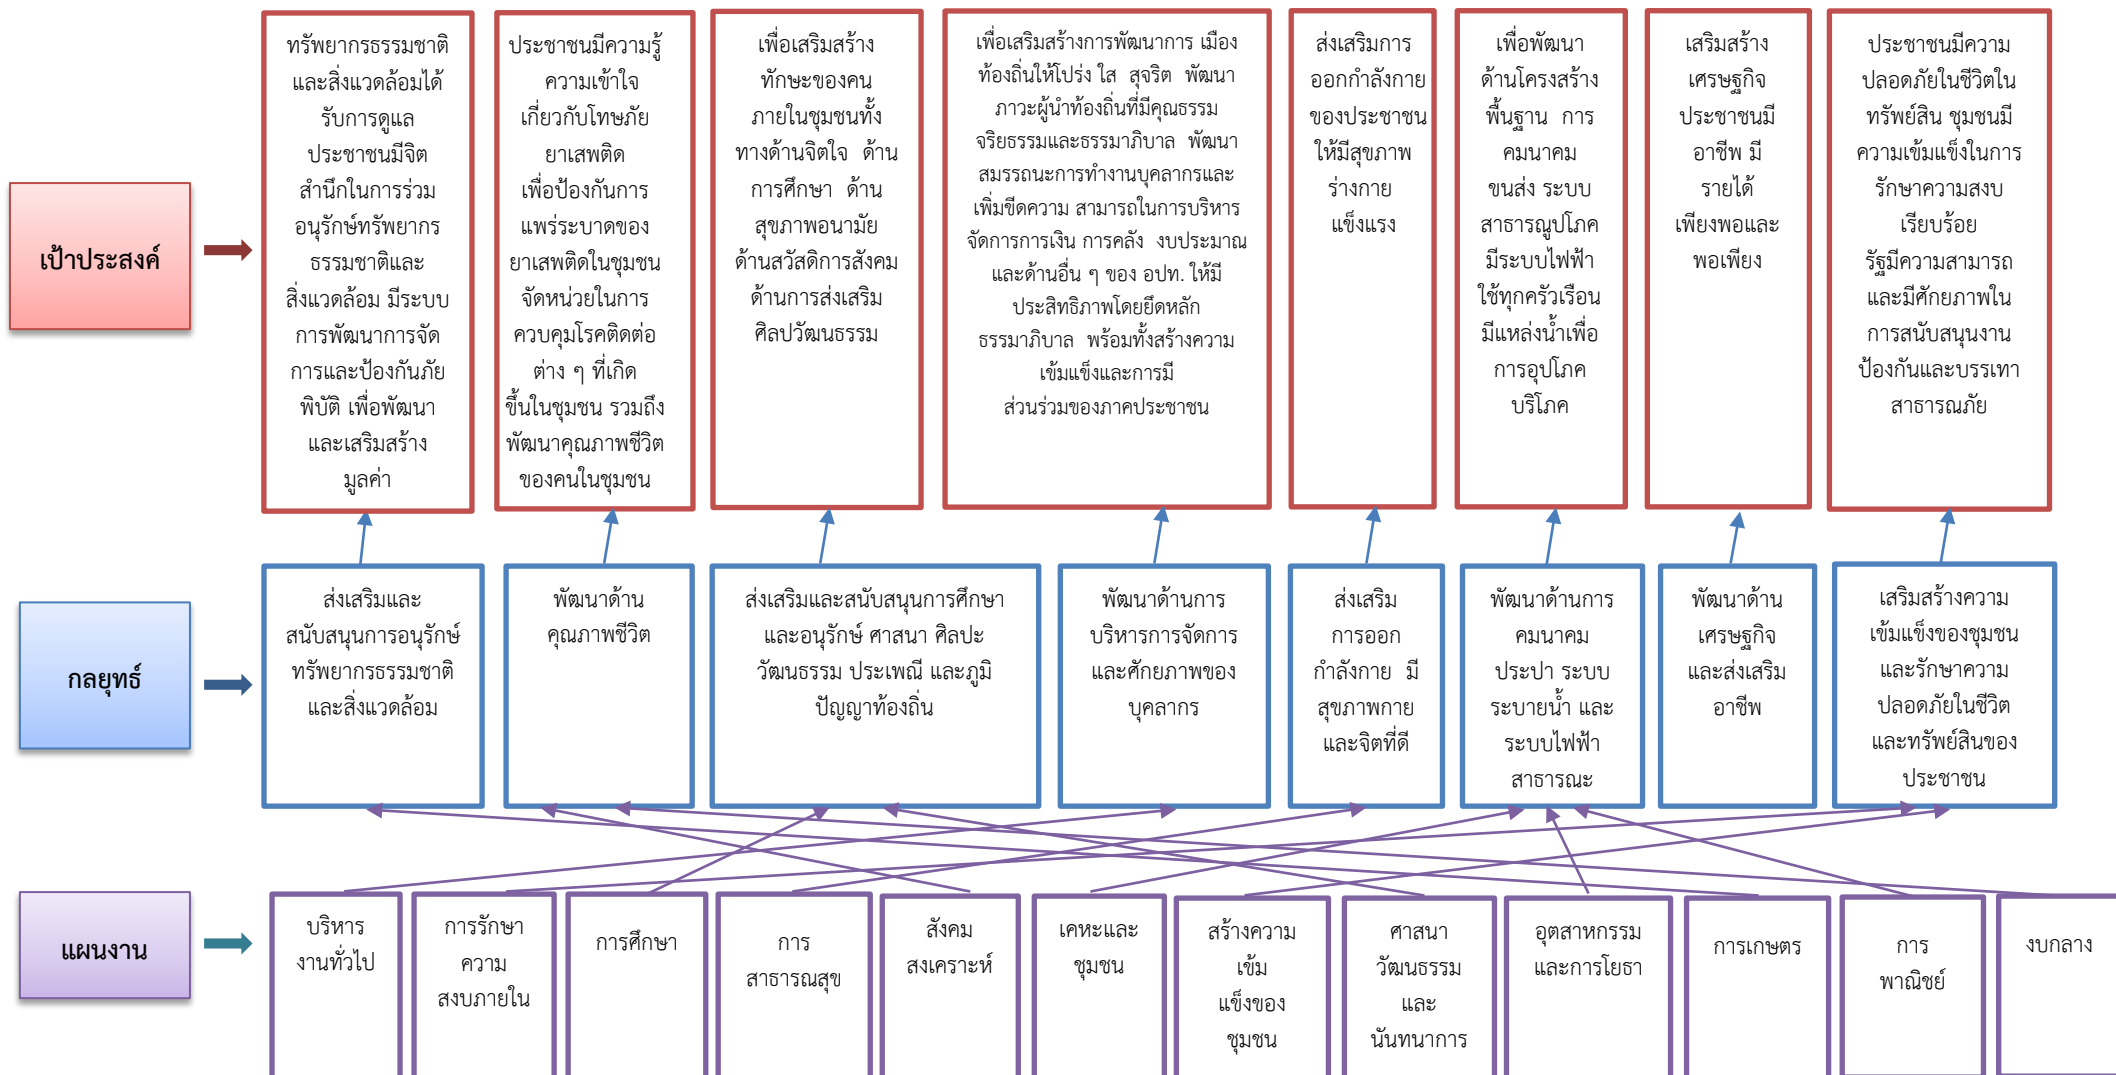 เป้าประสงค์
ทรัพยากรธรรมชาติ
และสิ่งแวดล้อมได้
รับการดูแล
ประชาชนมีจิต
สำนึกในการร่วม
อนุรักษ์ทรัพยากร
ธรรมชาติและ
สิ่งแวดล้อม มีระบบ
การพัฒนาการจัด
การและป้องกันภัย
พิบัติ เพื่อพัฒนา
และเสริมสร้าง
มูลค่า
ประชาชนมีความรู้
ความเข้าใจ
เกี่ยวกับโทษภัย
ยาเสพติด
เพื่อป้องกันการ
แพร่ระบาดของ
ยาเสพติดในชุมชน
จัดหน่วยในการ
ควบคุมโรคติดต่อ
ต่าง ๆ ที่เกิด
ขึ้นในชุมชน รวมถึง
พัฒนาคุณภาพชีวิต
ของคนในชุมชน
เพื่อเสริมสร้าง
ทักษะของคน
ภายในชุมชนทั้ง
ทางด้านจิตใจ ด้าน
การศึกษา ด้าน
สุขภาพอนามัย
ด้านสวัสดิการสังคม
ด้านการส่งเสริม
ศิลปวัฒนธรรม
เพื่อเสริมสร้างการพัฒนาการ เมือง
ท้องถิ่นให้โปร่ง ใส สุจริต พัฒนา
ภาวะผู้นำท้องถิ่นที่มีคุณธรรม
จริยธรรมและธรรมาภิบาล พัฒนา
สมรรถนะการทำงานบุคลากรและ
เพิ่มขีดความ สามารถในการบริหาร
จัดการการเงิน การคลัง งบประมาณ
และด้านอื่น ๆ ของ อปท. ให้มี
ประสิทธิภาพโดยยึดหลัก
ธรรมาภิบาล พร้อมทั้งสร้างความ
เข้มแข็งและการมี
ส่วนร่วมของภาคประชาชน
ส่งเสริมการ
ออกกำลังกาย
ของประชาชน
ให้มีสุขภาพ
ร่างกาย
แข็งแรง
เพื่อพัฒนา
ด้านโครงสร้าง
พื้นฐาน การ
คมนาคม
ขนส่ง ระบบ
สาธารณูปโภค
มีระบบไฟฟ้า
ใช้ทุกครัวเรือน
มีแหล่งน้ำเพื่อ
การอุปโภค
บริโภค
เสริมสร้าง
เศรษฐกิจ
ประชาชนมี
อาชีพ มี
รายได้
เพียงพอและ
พอเพียง
ประชาชนมีความ
ปลอดภัยในชีวิตใน
ทรัพย์สิน ชุมชนมี
ความเข้มแข็งในการ
รักษาความสงบ
เรียบร้อย
รัฐมีความสามารถ
และมีศักยภาพใน
การสนับสนุนงาน
ป้องกันและบรรเทา
สาธารณภัย
กลยุทธ์
ส่งเสริมและ
สนับสนุนการอนุรักษ์
ทรัพยากรธรรมชาติ
และสิ่งแวดล้อม
พัฒนาด้าน
คุณภาพชีวิต
ส่งเสริมและสนับสนุนการศึกษา
และอนุรักษ์ ศาสนา ศิลปะ
วัฒนธรรม ประเพณี และภูมิ
ปัญญาท้องถิ่น
พัฒนาด้านการ
บริหารการจัดการ
และศักยภาพของ
บุคลากร
ส่งเสริม
การออก
กำลังกาย มี
สุขภาพกาย
และจิตที่ดี
พัฒนาด้านการ
คมนาคม
ประปา ระบบ
ระบายน้ำ และ
ระบบไฟฟ้า
สาธารณะ
พัฒนาด้าน
เศรษฐกิจ
และส่งเสริม
อาชีพ
เสริมสร้างความ
เข้มแข็งของชุมชน
และรักษาความ
ปลอดภัยในชีวิต
และทรัพย์สินของ
ประชาชน
แผนงาน
บริหาร
งานทั่วไป
การรักษา
ความ
สงบภายใน
การศึกษา
การ
สาธารณสุข
สังคม
สงเคราะห์
เคหะและ
ชุมชน
สร้างความ
เข้ม
แข็งของ
ชุมชน
ศาสนา
วัฒนธรรม
และ
นันทนาการ
อุตสาหกรรม
และการโยธา
การเกษตร
การ
พาณิชย์
งบกลาง